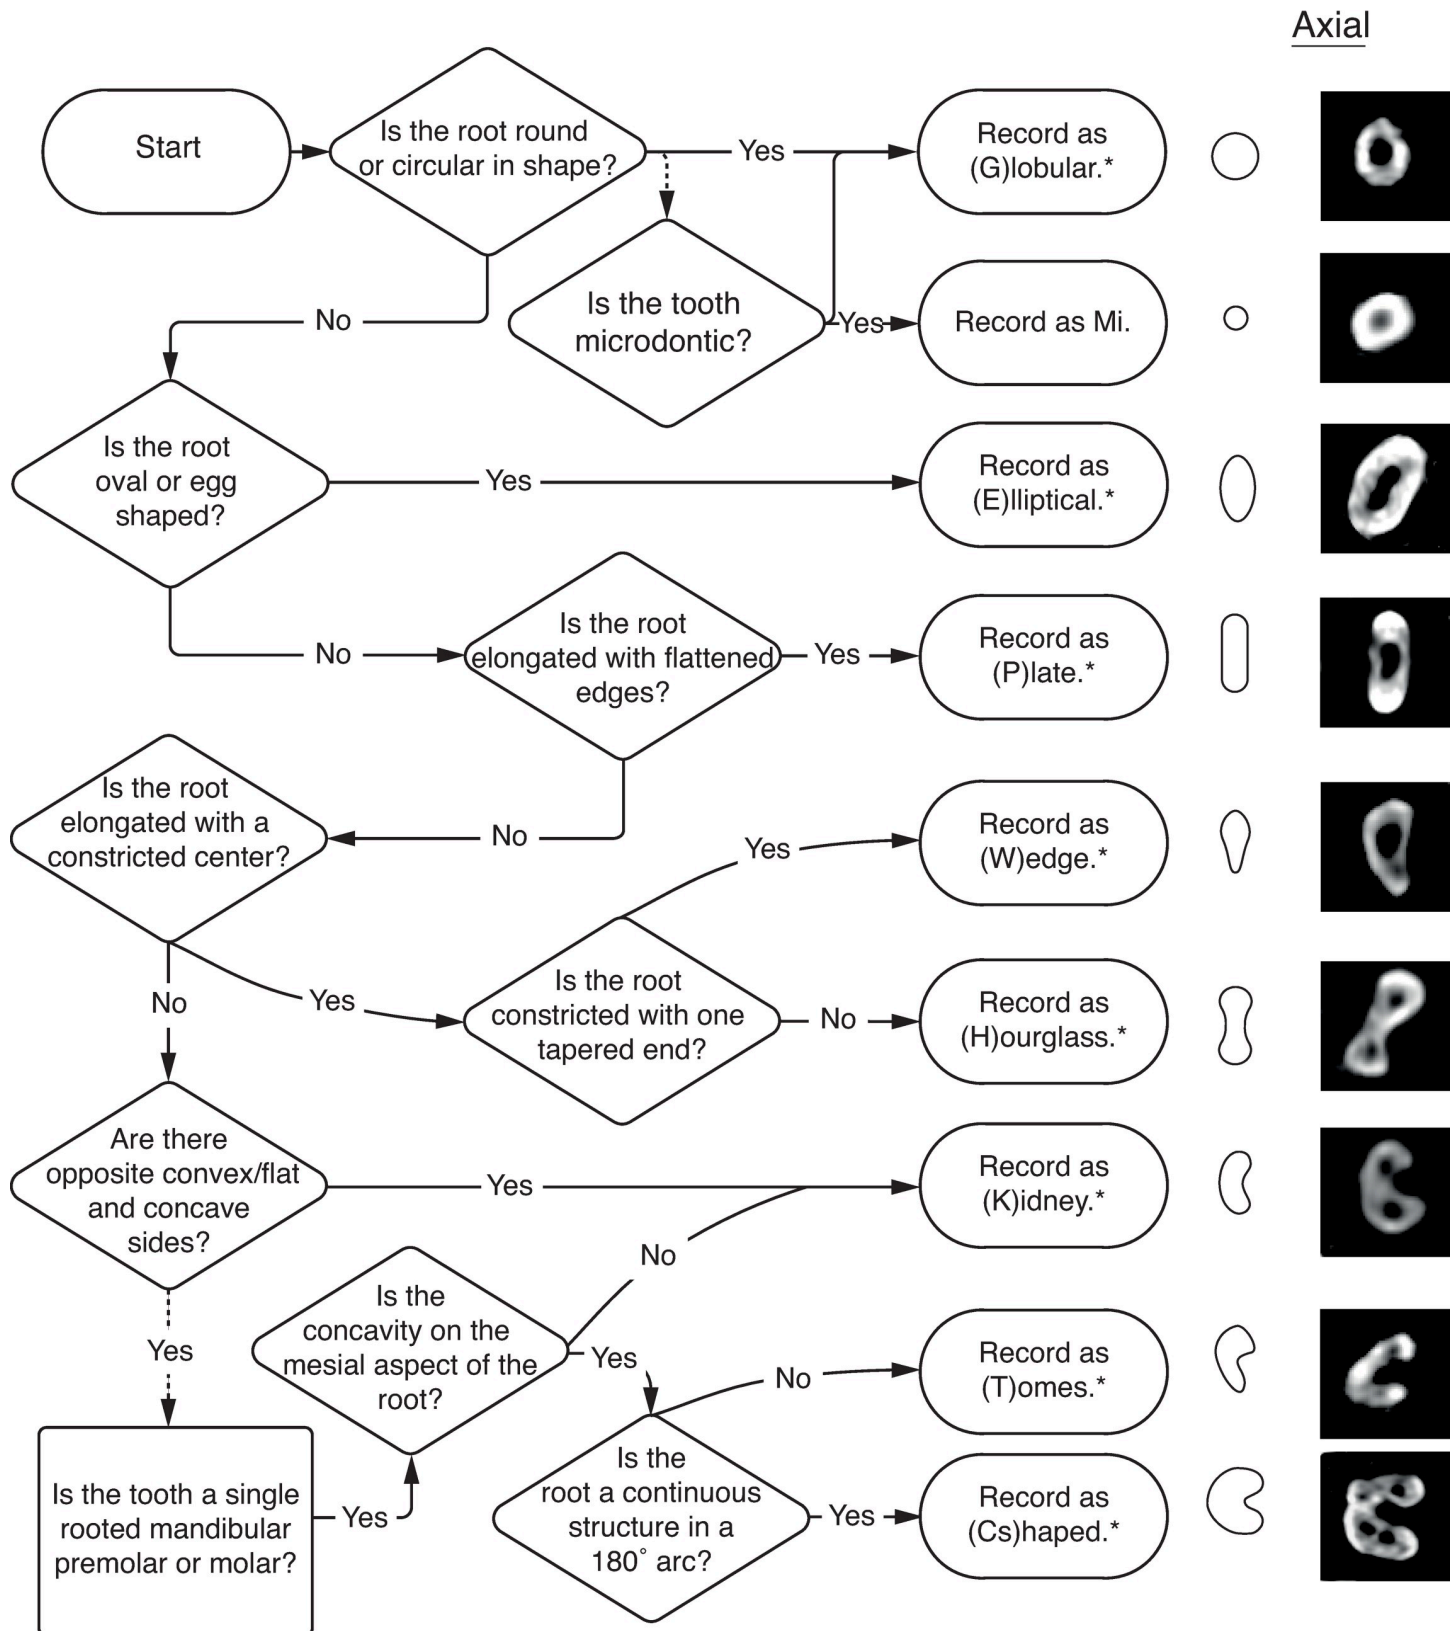 Axial
Start
Is the root round
or circular in shape?
Yes
Record as
(G)lobular.*
No
Is the tooth
microdontic?
Yes
Record as Mi.
Is the root
oval or egg
shaped?
Yes
Record as
(E)lliptical.*
No
Is the root
elongated with flattened
edges?
Yes
Record as
(P)late.*
No
Is the root
elongated with a
constricted center?
Yes
Record as
(W)edge.*
No
Yes
Is the root
constricted with one
tapered end?
No
Record as
(H)ourglass.*
Are there
opposite convex/flat
and concave
sides?
Yes
Record as
(K)idney.*
No
Yes
Is the
concavity on the
mesial aspect of the
root?
Yes
No
Record as
(T)omes.*
Is the tooth a single
rooted mandibular
premolar or molar?
Yes
Is the
root a continuous
structure in a
180˚ arc?
Yes
Record as
(Cs)haped.*